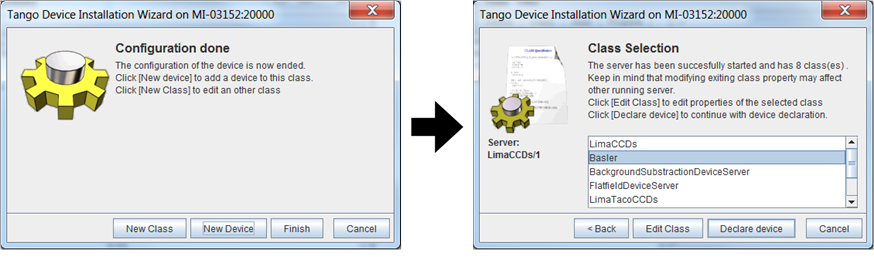 Tango Device Installation Wizard on MI-03152:20000
Configuration done
The configuration of the device is now ended.
Click [New device] to add a device to this class.
Click [New Class] to edit an other class
New Class
New Device
Finish
Cancel
Tango Device Installation Wizard on MI-03152:20000
Class Selection
The server has been succesfully started and has 8 class(es) .
Keep in mind that modifying exiting class property may affect
other running server.
Click [Edit Class] to edit properties of the selected class
Click [Declare device] to continue with device declaration.
Server:
LimaCCDs/1
LimaCCDs
Basler
BackgroundSubstractionDeviceServer
FlatfieldDeviceServer
LimaTacoCCDs
< Back
Edit Class
Declare device
Cancel